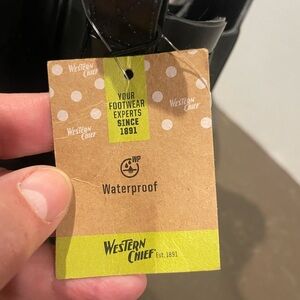 WESTERN CHIEF
YOUR
FOOTWEAR
EXPERTS
SINCE
1891
WESTERN
CHIEF
WESTERN
CHIEF
WP
Waterproof
WESTERN
CHIEF Est. 1891